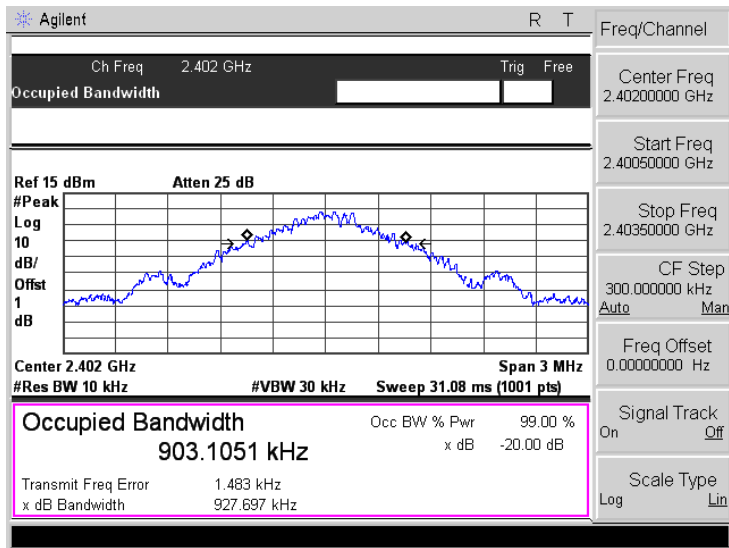 Agilent R T
Ch Freq 2.402 GHz Trig Free
Occupied Bandwidth
Ref 15 dBm Atten 25 dB
#Peak
Log
10
dB/
Offst
1
dB
Center 2.402 GHz Span 3 MHz
#Res BW 10 kHz #VBW 30 kHz Sweep 31.08 ms (1001 pts)
Occupied Bandwidth
903.1051 kHz
Occ BW % Pwr 99.00 %
x dB -20.00 dB
Transmit Freq Error 1.483 kHz
x dB Bandwidth 927.697 kHz
Freq/Channel
Center Freq
2.40200000 GHz
Start Freq
2.40050000 GHz
Stop Freq
2.40350000 GHz
CF Step
300.000000 kHz
Auto Man
Freq Offset
0.00000000 Hz
Signal Track
On Off
Scale Type
Log Lin